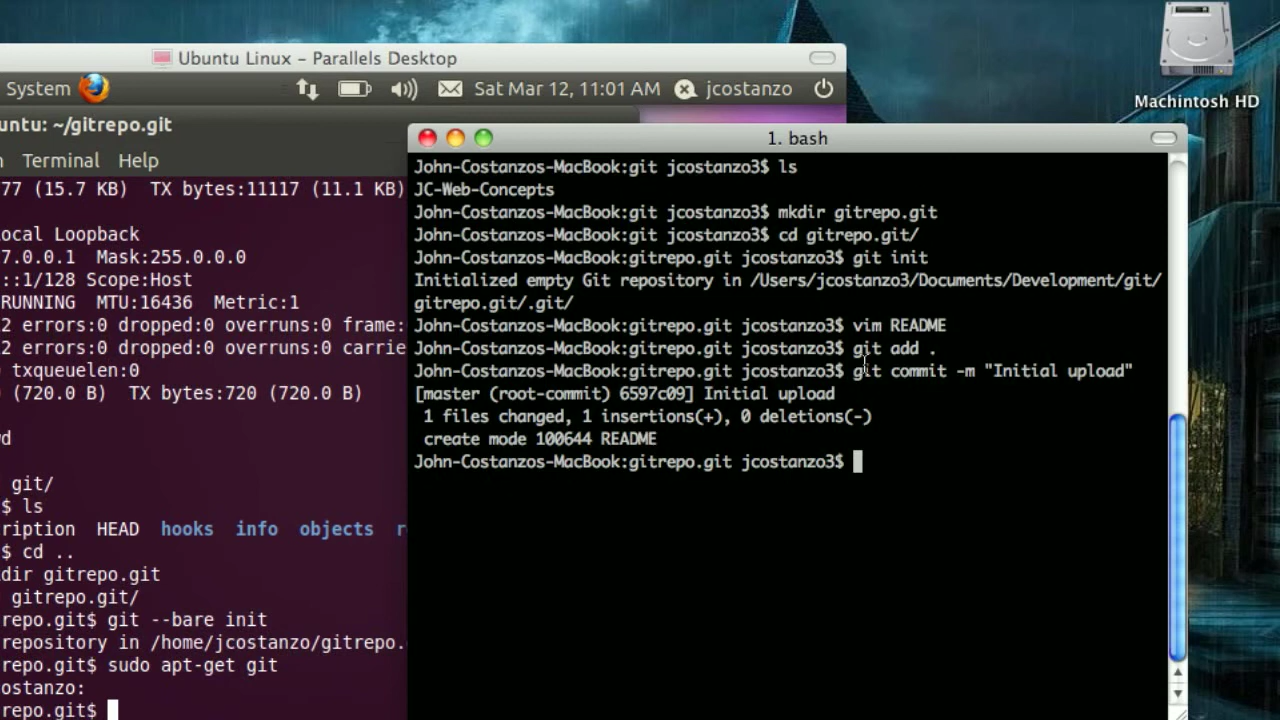 Machintosh HD
Ubuntu Linux – Parallels Desktop
System
Sat Mar 12, 11:01 AM
jcostanzo
untu: ~/gitrepo.git
Terminal Help
77 (15.7 KB) TX bytes:11117 (11.1 KB)
ocal Loopback
7.0.0.1 Mask:255.0.0.0
::1/128 Scope:Host
RUNNING MTU:16436 Metric:1
2 errors:0 dropped:0 overruns:0 frame:
2 errors:0 dropped:0 overruns:0 carrie
txqueuelen:0
(720.0 B) TX bytes:720 (720.0 B)
d
git/
$ ls
ription HEAD hooks info objects r
$ cd ..
dir gitrepo.git
gitrepo.git/
repo.git$ git --bare init
repository in /home/jcostanzo/gitrepo.
repo.git$ sudo apt-get git
ostanzo:
repo.git$
1. bash
John-Costanzos-MacBook:git jcostanzo3$ ls
JC-Web-Concepts
John-Costanzos-MacBook:git jcostanzo3$ mkdir gitrepo.git
John-Costanzos-MacBook:git jcostanzo3$ cd gitrepo.git/
John-Costanzos-MacBook:gitrepo.git jcostanzo3$ git init
Initialized empty Git repository in /Users/jcostanzo3/Documents/Development/git/
gitrepo.git/.git/
John-Costanzos-MacBook:gitrepo.git jcostanzo3$ vim README
John-Costanzos-MacBook:gitrepo.git jcostanzo3$ git add .
John-Costanzos-MacBook:gitrepo.git jcostanzo3$ git commit -m "Initial upload"
[master (root-commit) 6597c09] Initial upload
1 files changed, 1 insertions(+), 0 deletions(-)
create mode 100644 README
John-Costanzos-MacBook:gitrepo.git jcostanzo3$